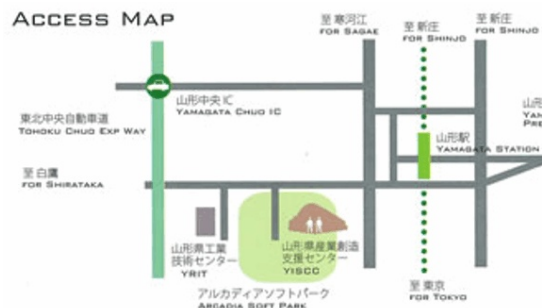 ACCESS MAP
至 寒河江
FOR SAGAE
至 新庄
FOR SHINJO
至 新庄
FOR SHINJO
山形中央IC
YAMAGATA CHUO IC
東北中央自動車道
TOHOKU CHUO EXP WAY
山形駅
YAMAGATA STATION
山形
YAM
PRE
至 白鷹
FOR SHIRATAKA
山形県工業
技術センター
YRIT
山形県産業創造
支援センター
YISCC
アルカディアソフトパーク
ARCADIA SOFT PARK
至 東京
FOR TOKYO